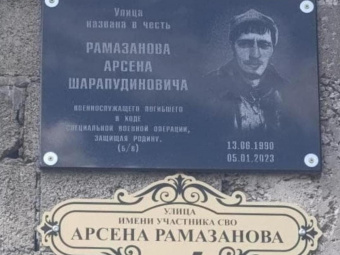 Улица
названа в честь
РАМАЗАНОВА
АРСЕНА
ШАРАПУДИНОВИЧА
ВОЕННОСЛУЖАЩЕГО ПОГИБШЕГО
В ХОДЕ
СПЕЦИАЛЬНОЙ ВОЕННОЙ ОПЕРАЦИИ,
ЗАЩИЩАЯ РОДИНУ.
(б/в)
13.06.1990
05.01.2023
УЛИЦА
ИМЕНИ УЧАСТНИКА СВО
АРСЕНА РАМАЗАНОВА